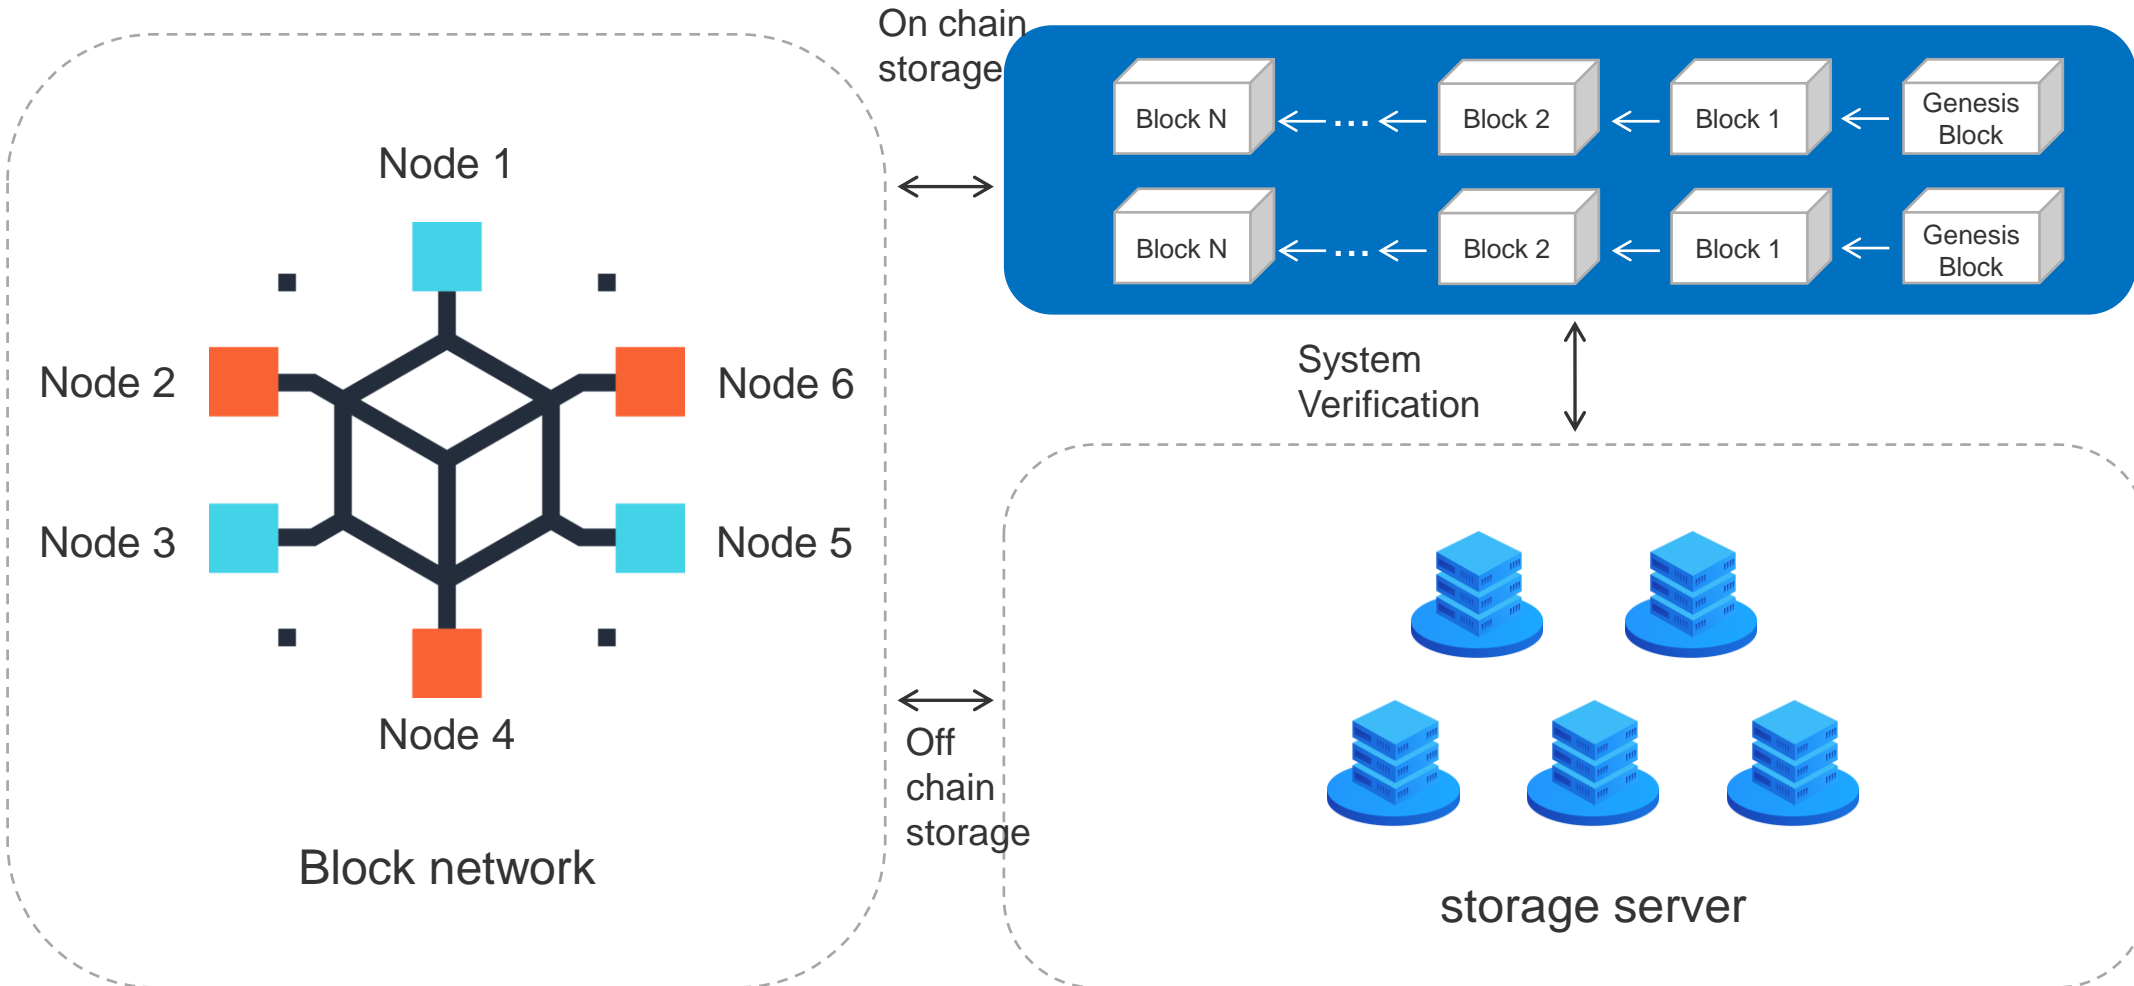 On chain
storage
Block N
...
Block 2
Block 1
Genesis
Block
Block N
...
Block 2
Block 1
Genesis
Block
Node 1
Node 2
Node 6
Node 3
Node 5
Node 4
Block network
System
Verification
Off
chain
storage
storage server